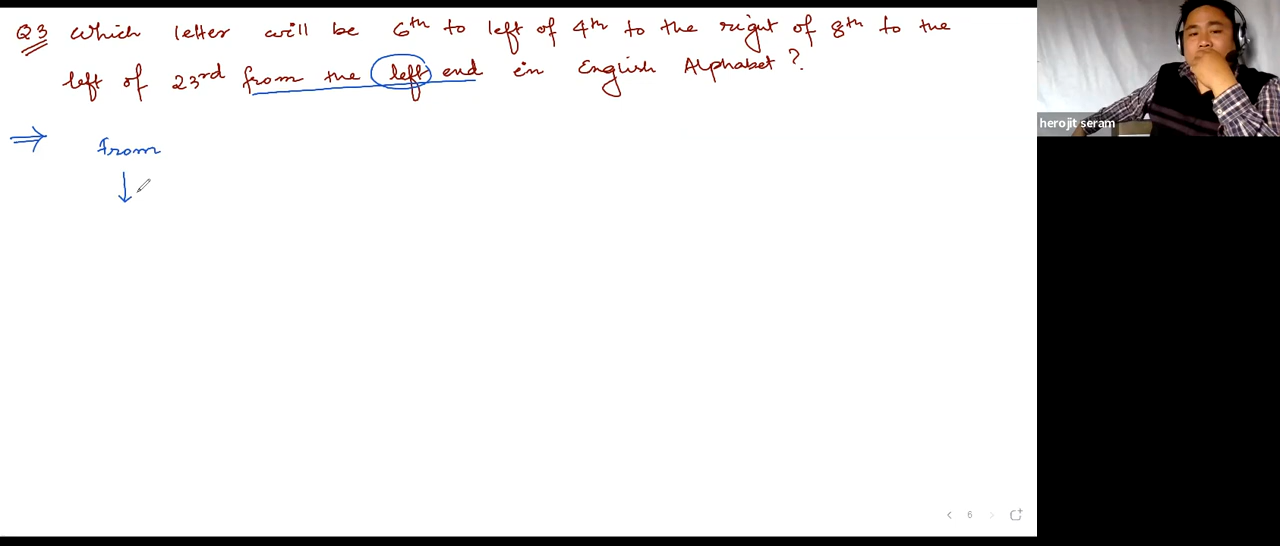 Q3 Which letter will be 6th to left of 4th to the right of 8th to the
left of 23rd from the left end in English Alphabet?
⇒ from
↓
herojit seram
6